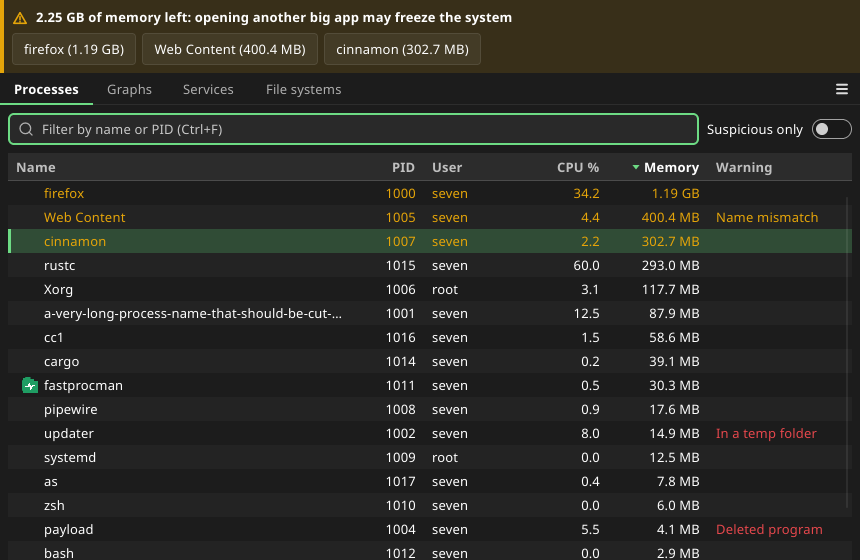 2.25 GB of memory left: opening another big app may freeze the system
firefox (1.19 GB) Web Content (400.4 MB) cinnamon (302.7 MB)
Processes Graphs Services File systems
Filter by name or PID (Ctrl+F) Suspicious only
Name PID User CPU % Memory Warning
firefox 1000 seven 34.2 1.19 GB
Web Content 1005 seven 4.4 400.4 MB Name mismatch
cinnamon 1007 seven 2.2 302.7 MB
rustc 1015 seven 60.0 293.0 MB
Xorg 1006 root 3.1 117.7 MB
a-very-long-process-name-that-should-be-cut-... 1001 seven 12.5 87.9 MB
cc1 1016 seven 1.5 58.6 MB
cargo 1014 seven 0.2 39.1 MB
fastprocman 1011 seven 0.5 30.3 MB
pipewire 1008 seven 0.9 17.6 MB
updater 1002 seven 8.0 14.9 MB In a temp folder
systemd 1009 root 0.0 12.5 MB
as 1017 seven 0.4 7.8 MB
zsh 1010 seven 0.0 6.0 MB
payload 1004 seven 5.5 4.1 MB Deleted program
bash 1012 seven 0.0 2.9 MB